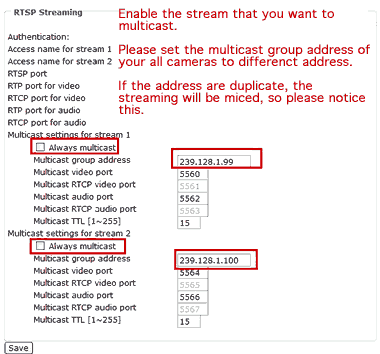 RTSP Streaming
Enable the stream that you want to
multicast.
Authentication:
Access name for stream 1
Please set the multicast group address of
Access name for stream 2
your all cameras to differenct address.
RTSP port
RTP port for video
If the address are duplicate, the
RTCP port for video
streaming will be miced, so please notice
RTP port for audio
this.
RTCP port for audio
Multicast settings for stream 1
Always multicast
Multicast group address 239.128.1.99
Multicast video port 5560
Multicast RTCP video port 5561
Multicast audio port 5562
Multicast RTCP audio port 5563
Multicast TTL [1~255] 15
Multicast settings for stream 2
Always multicast
Multicast group address 239.128.1.100
Multicast video port 5564
Multicast RTCP video port 5565
Multicast audio port 5566
Multicast RTCP audio port 5567
Multicast TTL [1~255] 15
Save